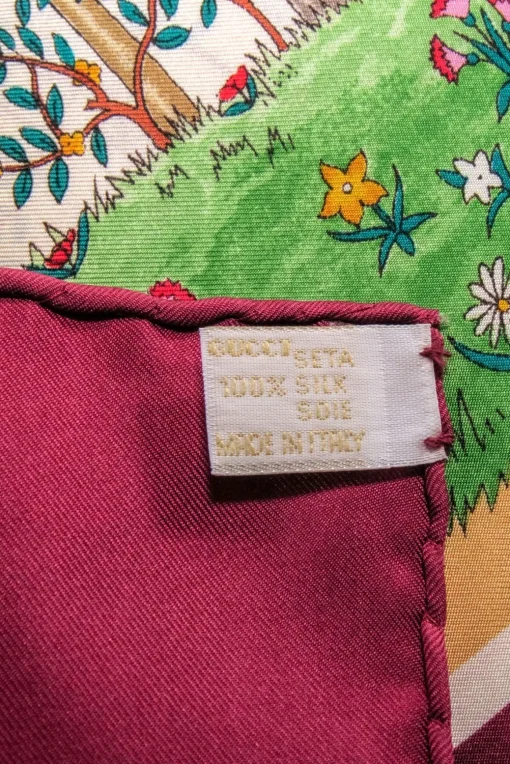 GUCCI SETA
100% SILK
SOIE
MADE IN ITALY